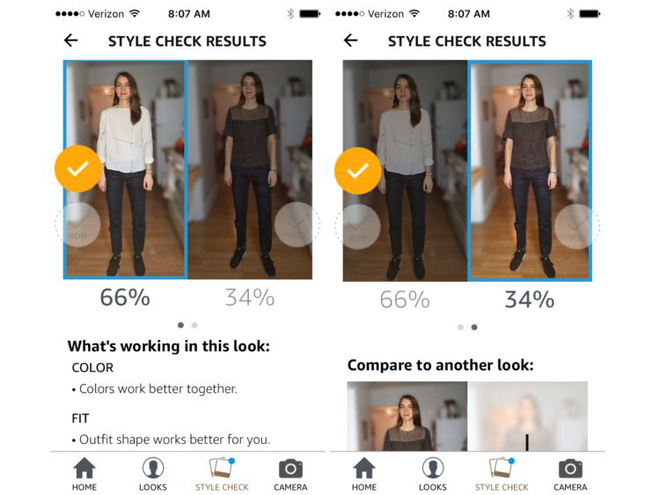 ●●●●○ Verizon 8:07 AM
STYLE CHECK RESULTS
YOU
66% 34%
What's working in this look:
COLOR
• Colors work better together.
FIT
• Outfit shape works better for you.
HOME LOOKS STYLE CHECK CAMERA
●●●●○ Verizon 8:07 AM
STYLE CHECK RESULTS
66% 34%
Compare to another look:
HOME LOOKS STYLE CHECK CAMERA